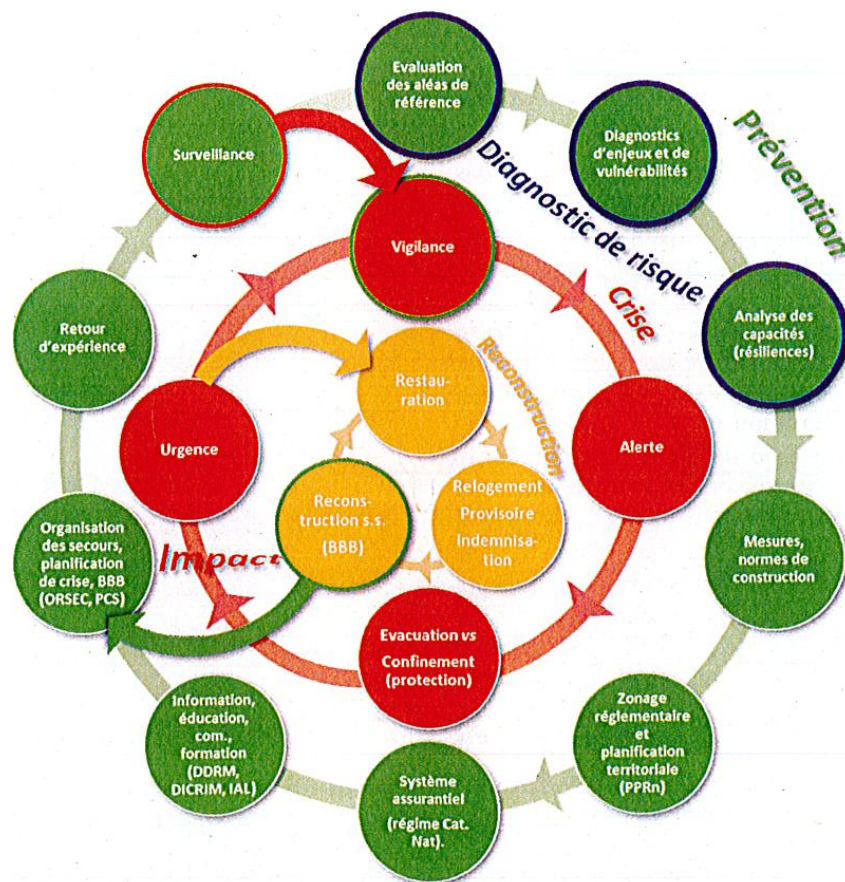 Evaluation
des aléas de
référence
Surveillance
Diagnostics
d'enjeux et de
vulnérabilités
Prévention
Diagnostic de risque
Vigilance
Crise
Retour
d'expérience
Analyse des
capacités
(résiliences)
Restau-
ration
Reconstruction
Urgence
Alerte
Relogement
Provisoire
Indemnisa-
tion
Recons-
truction s.s.
(BBB)
Organisation
des secours,
planification
de crise, BBB
(ORSEC, PCS)
Impact
Mesures,
normes de
construction
Evacuation vs
Confinement
(protection)
Information,
éducation,
com.,
formation
(DDRM,
DICRIM, IAL)
Zonage
réglementaire
et
planification
territoriale
(PPRn)
Système
assurantiel
(régime Cat.
Nat).